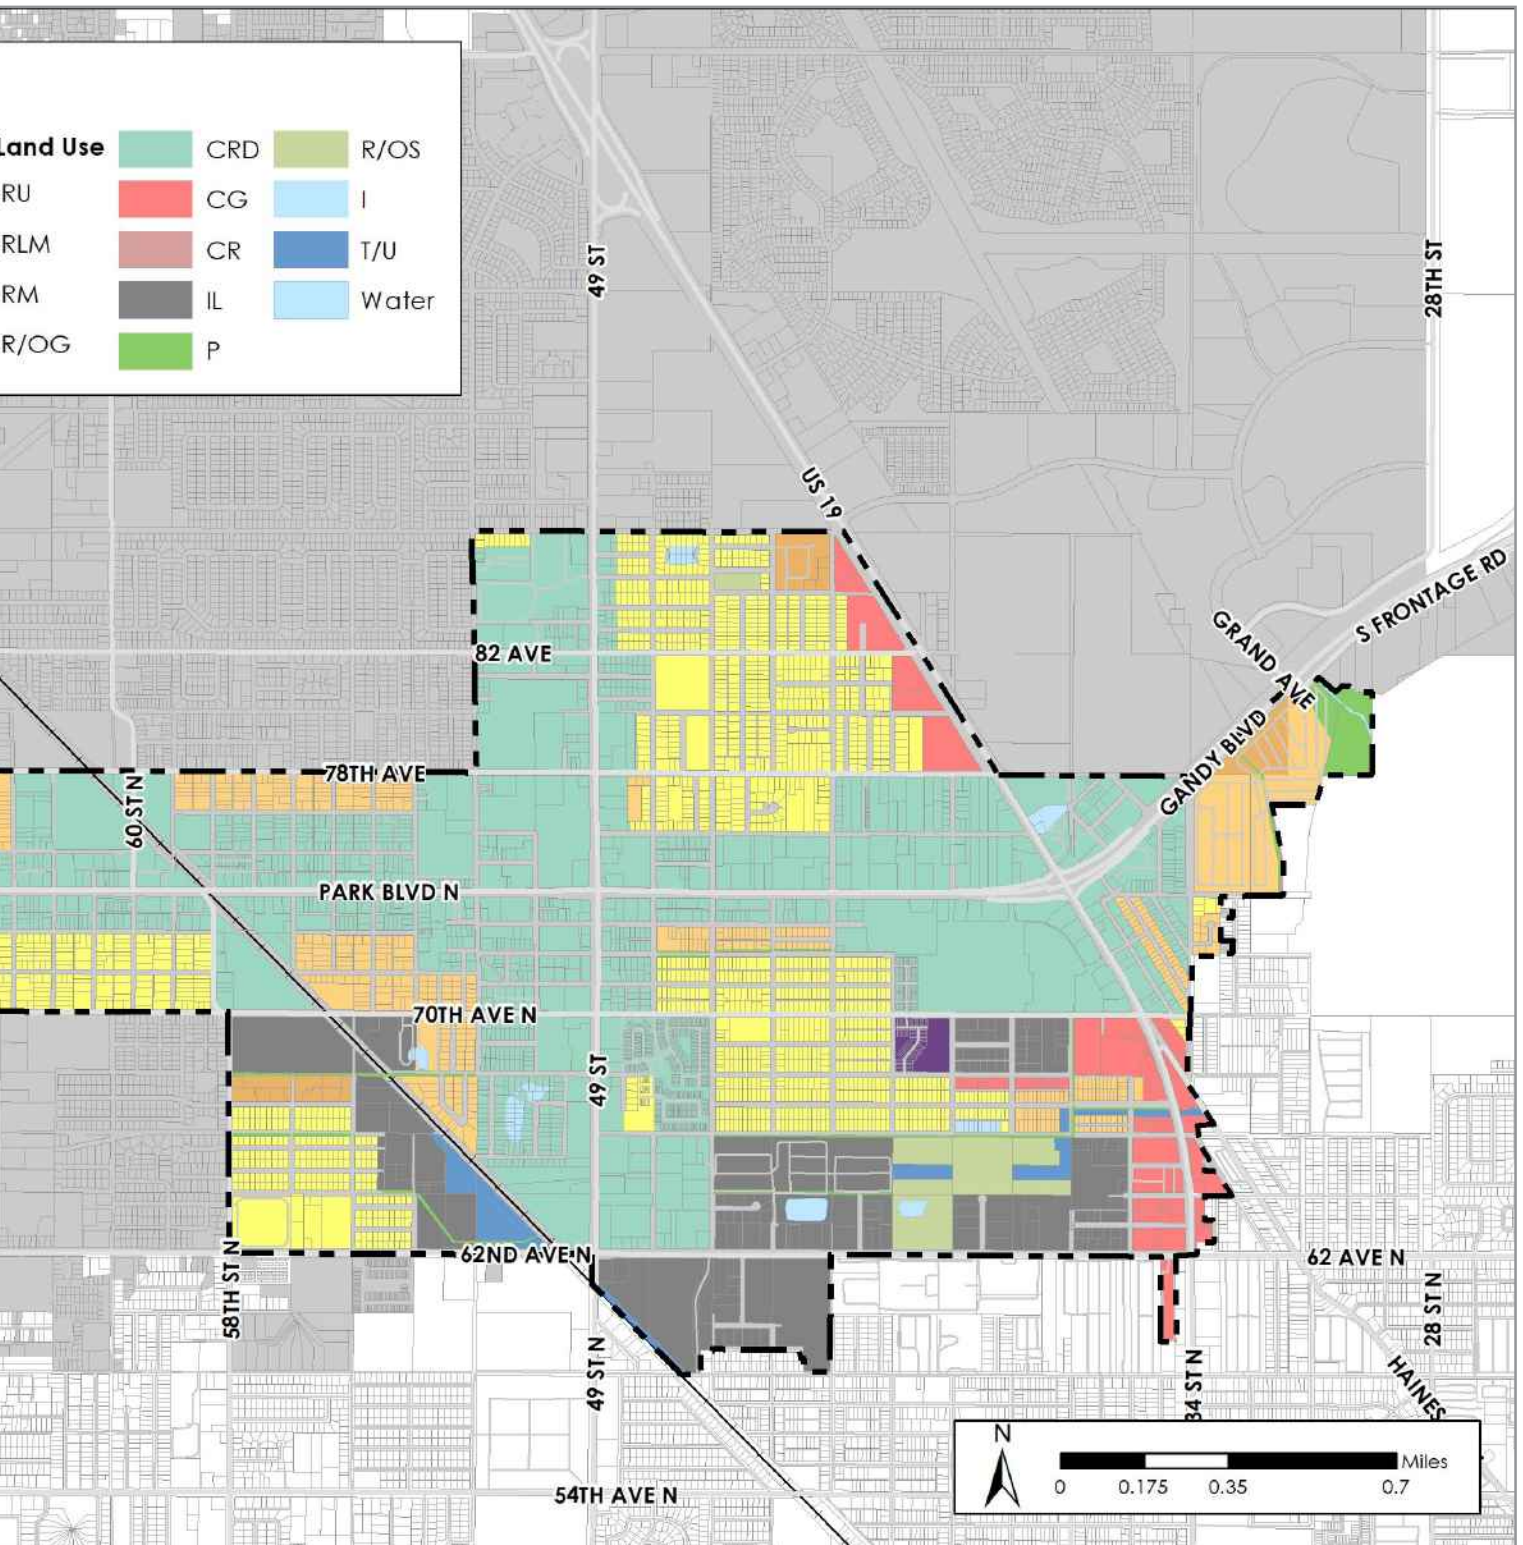 Land Use
RU
RLM
RM
R/OG
CRD
CG
CR
IL
P
R/OS
I
T/U
Water
49 ST
28TH ST
US 19
S FRONTAGE RD
GRAND AVE
82 AVE
GANDY BLVD
78TH AVE
60 ST N
PARK BLVD N
70TH AVE N
49 ST
62ND AVE N
62 AVE N
58TH ST N
28 ST N
49 ST N
34 ST N
HAINES
54TH AVE N
N
Miles
0 0.175 0.35 0.7